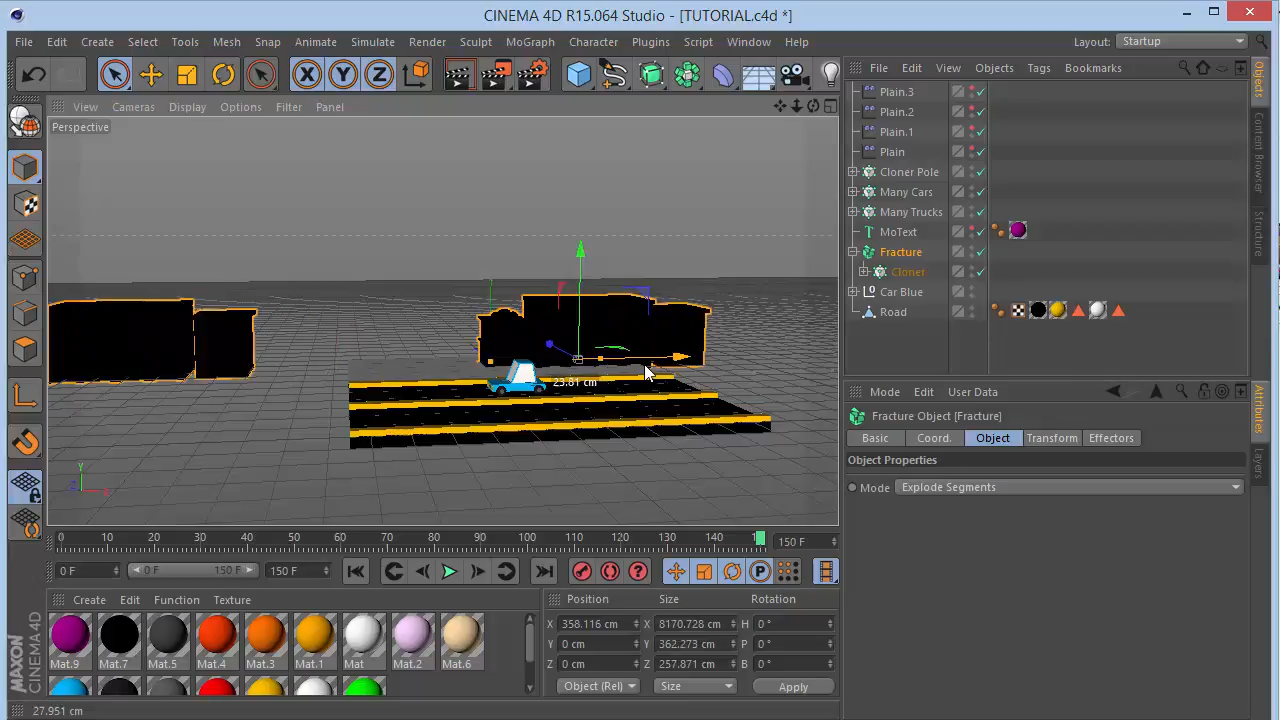 CINEMA 4D R15.064 Studio - [TUTORIAL.c4d *]
File Edit Create Select Tools Mesh Snap Animate Simulate Render Sculpt MoGraph Character Plugins Script Window Help
Layout: Startup
X Y Z
File Edit View Objects Tags Bookmarks
View Cameras Display Options Filter Panel
Perspective
Plain.3
Plain.2
Plain.1
Plain
Cloner Pole
Many Cars
Many Trucks
MoText
Fracture
Cloner
Car Blue
Road
Objects
Content Browser
Structure
23.81 cm
Y
Z X
Mode Edit User Data
Fracture Object [Fracture]
Basic Coord. Object Transform Effectors
Object Properties
Mode Explode Segments
Attributes
Layers
0 10 20 30 40 50 60 70 80 90 100 110 120 130 140 150 F
0 F 0 F 150 F 150 F
Create Edit Function Texture
Mat.9 Mat.7 Mat.5 Mat.4 Mat.3 Mat.1 Mat Mat.2 Mat.6
Position Size Rotation
X 358.116 cm X 8170.728 cm H 0 °
Y 0 cm Y 362.273 cm P 0 °
Z 0 cm Z 257.871 cm B 0 °
Object (Rel) Size Apply
MAXON
CINEMA 4D
27.951 cm